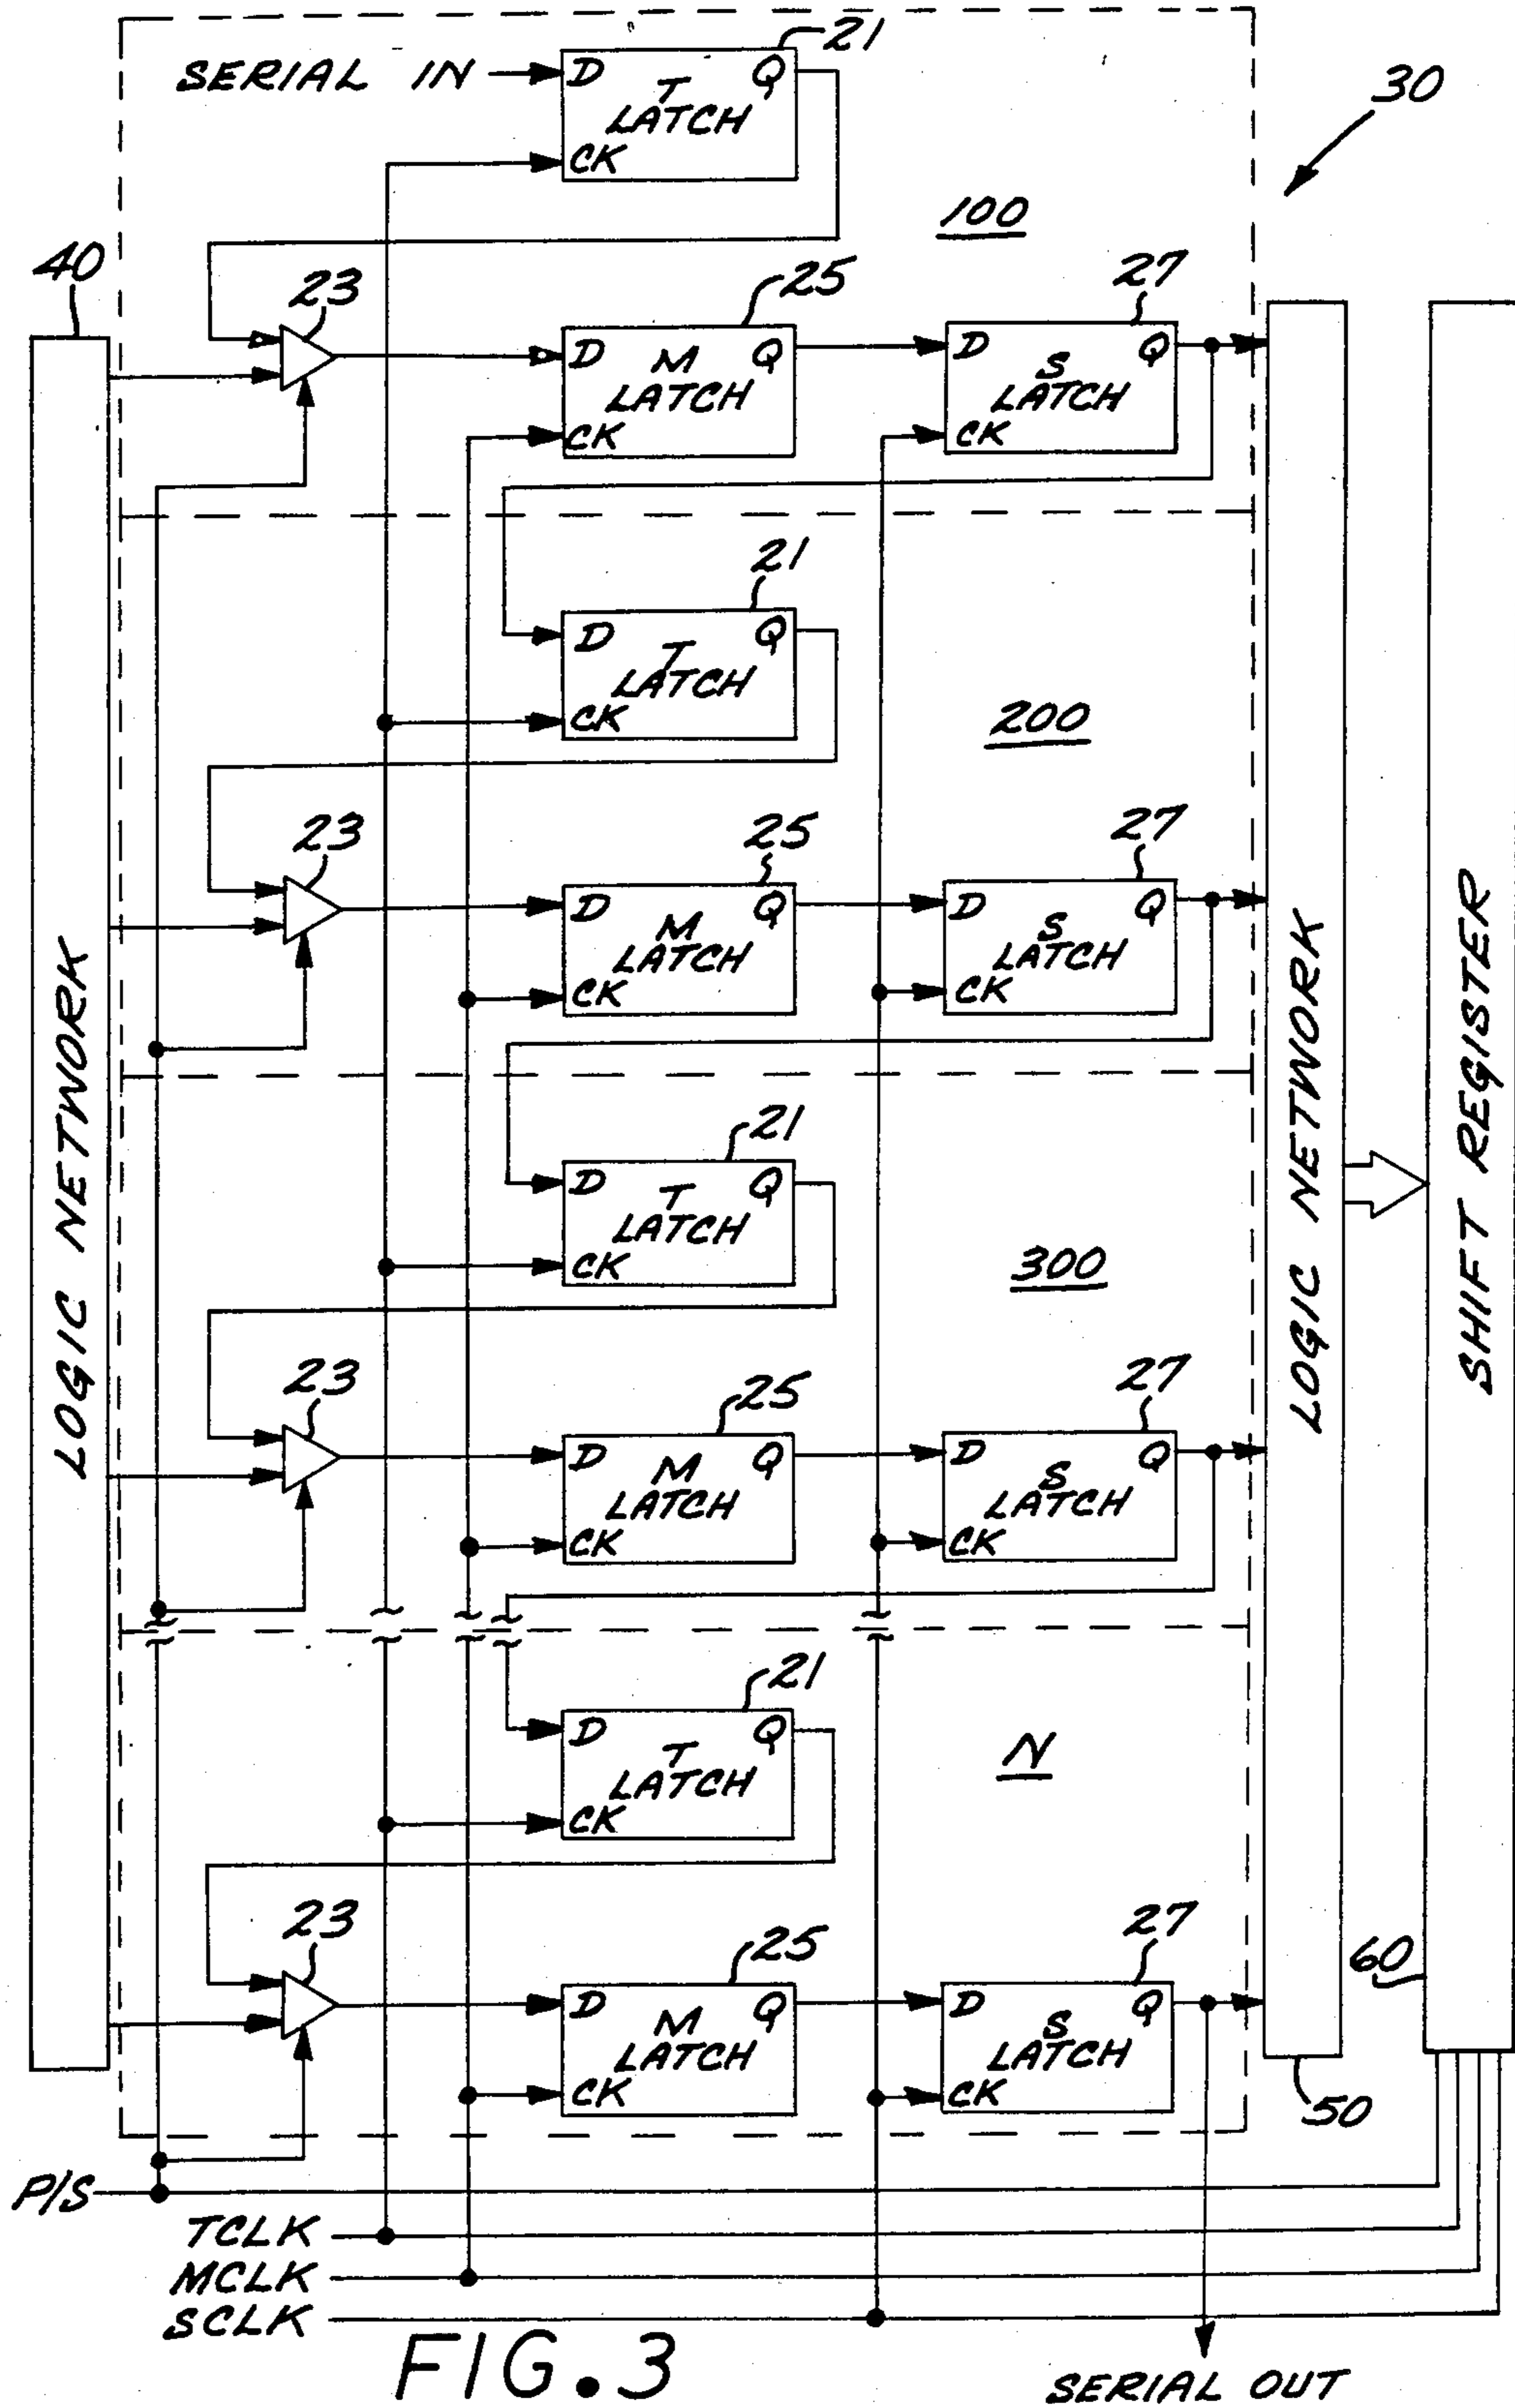 21
SERIAL IN
D Q
T
LATCH
CK
30
100
40
23
25
27
D Q
M
LATCH
CK
D Q
S
LATCH
CK
21
D Q
T
LATCH
CK
200
23
25
27
D Q
M
LATCH
CK
D Q
S
LATCH
CK
LOGIC NETWORK
LOGIC NETWORK
SHIFT REGISTER
21
D Q
T
LATCH
CK
300
23
25
27
D Q
M
LATCH
CK
D Q
S
LATCH
CK
21
D Q
T
LATCH
CK
N
23
25
27
60
D Q
M
LATCH
CK
D Q
S
LATCH
CK
50
P/S
TCLK
MCLK
SCLK
FIG. 3
SERIAL OUT